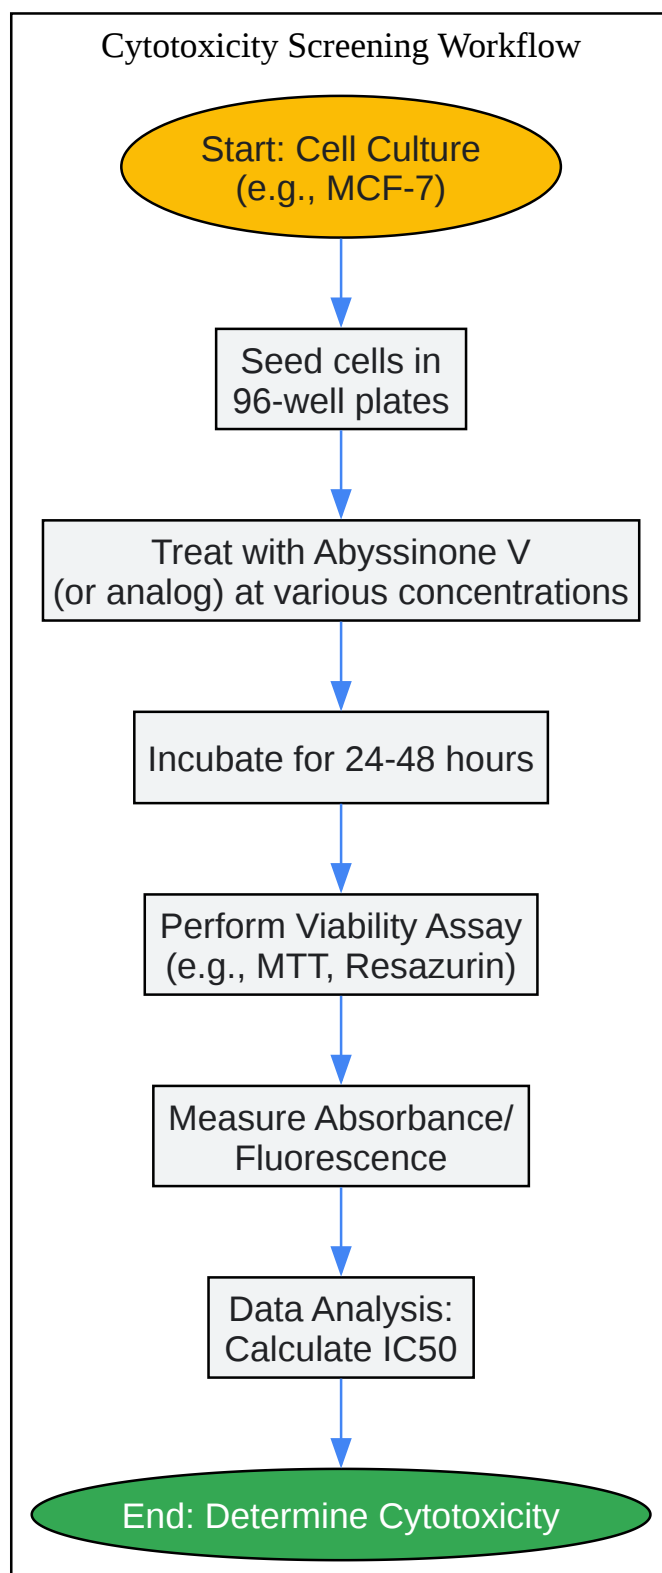 Cytotoxicity Screening Workflow
Start: Cell Culture
(e.g., MCF-7)
Seed cells in
96-well plates
Treat with Abyssinone V
(or analog) at various concentrations
Incubate for 24-48 hours
Perform Viability Assay
(e.g., MTT, Resazurin)
Measure Absorbance/
Fluorescence
Data Analysis:
Calculate IC50
End: Determine Cytotoxicity